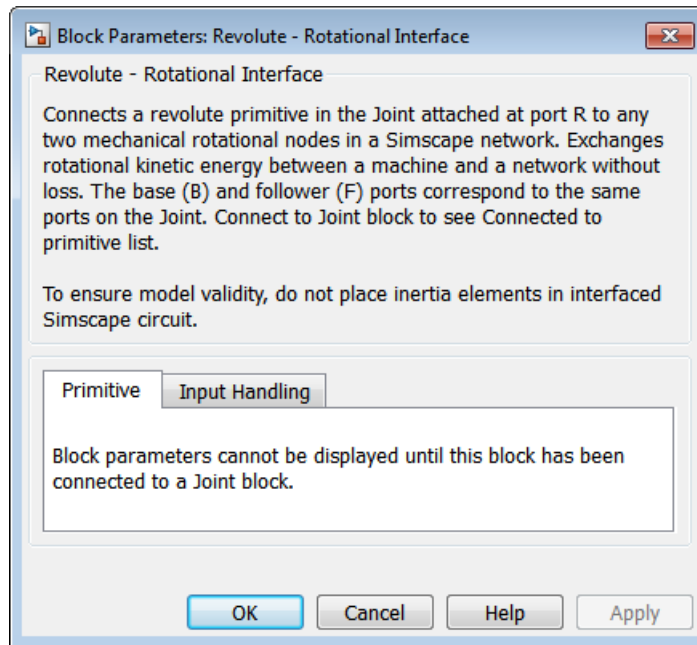 Block Parameters: Revolute - Rotational Interface
Revolute - Rotational Interface
Connects a revolute primitive in the Joint attached at port R to any
two mechanical rotational nodes in a Simscape network. Exchanges
rotational kinetic energy between a machine and a network without
loss. The base (B) and follower (F) ports correspond to the same
ports on the Joint. Connect to Joint block to see Connected to
primitive list.
To ensure model validity, do not place inertia elements in interfaced
Simscape circuit.
Primitive Input Handling
Block parameters cannot be displayed until this block has been
connected to a Joint block.
OK Cancel Help Apply